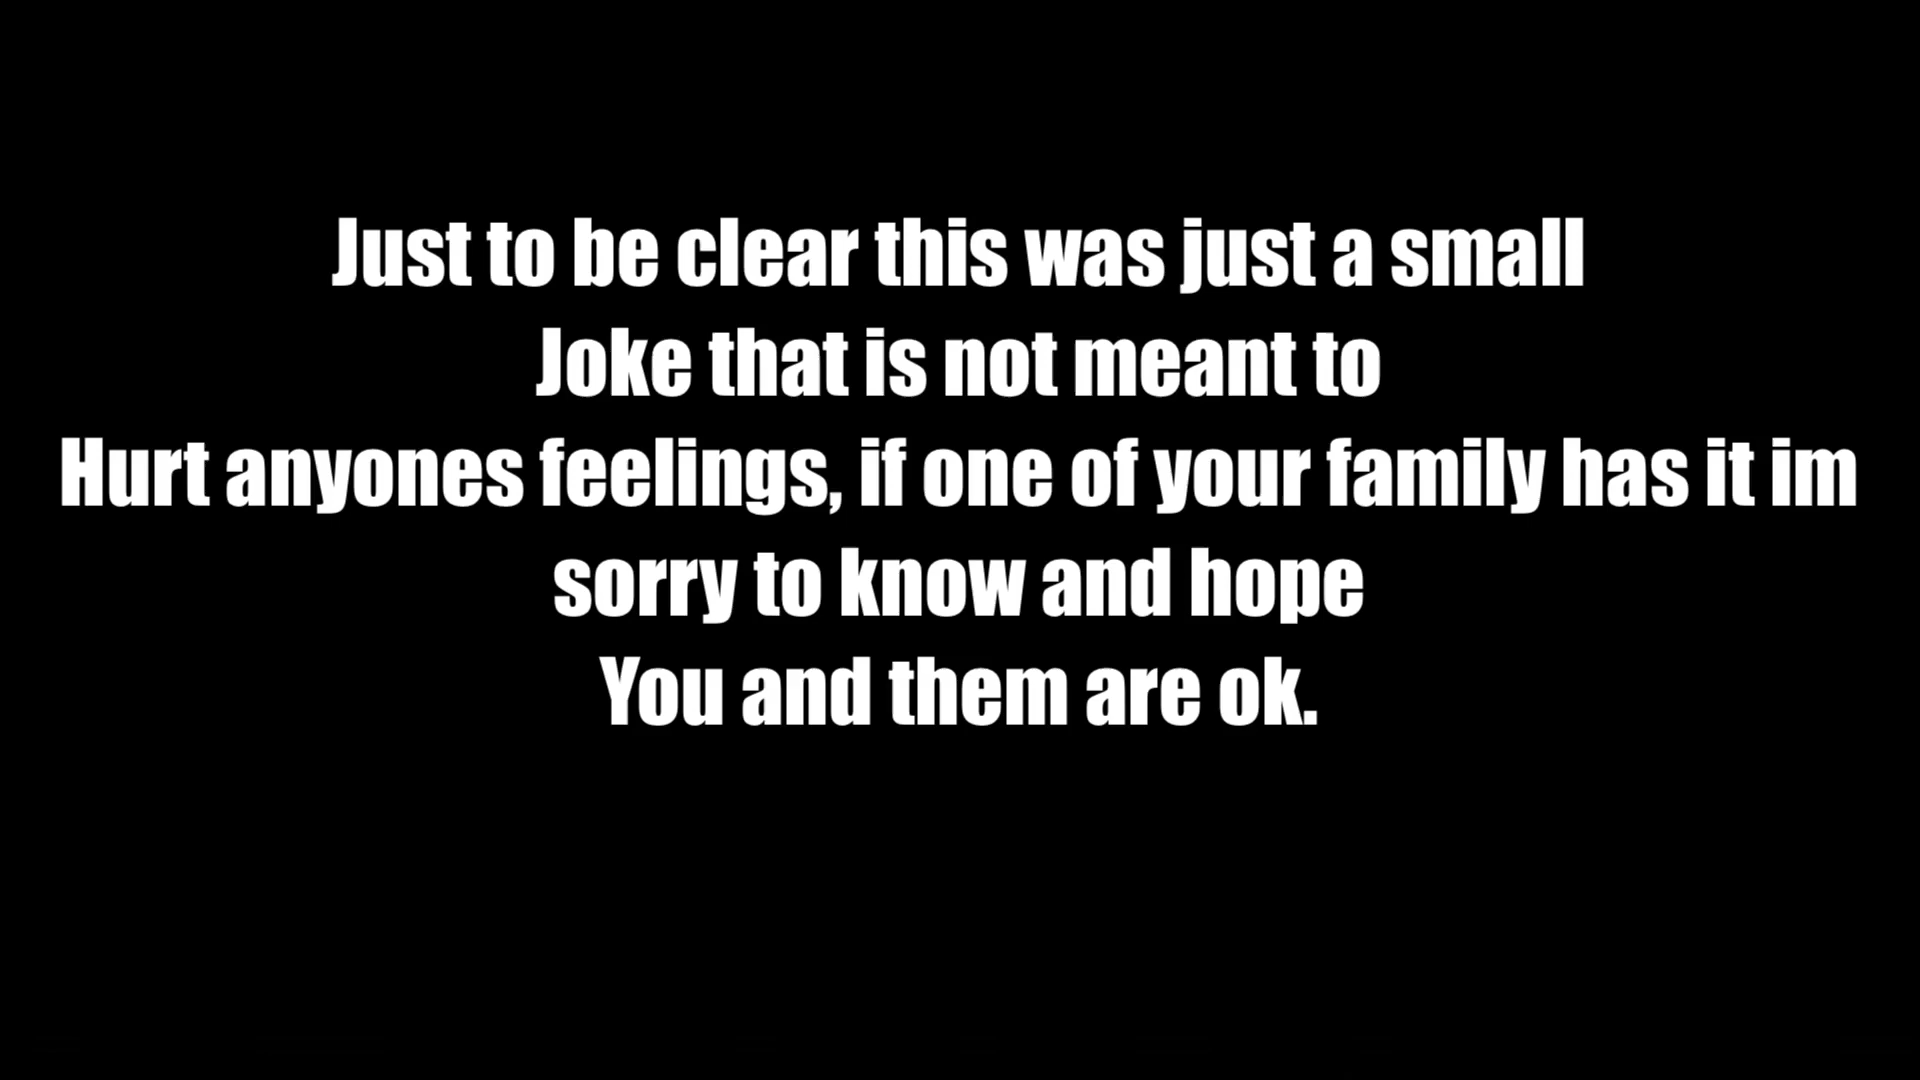 Just to be clear this was just a small
Joke that is not meant to
Hurt anyones feelings, if one of your family has it im
sorry to know and hope
You and them are ok.